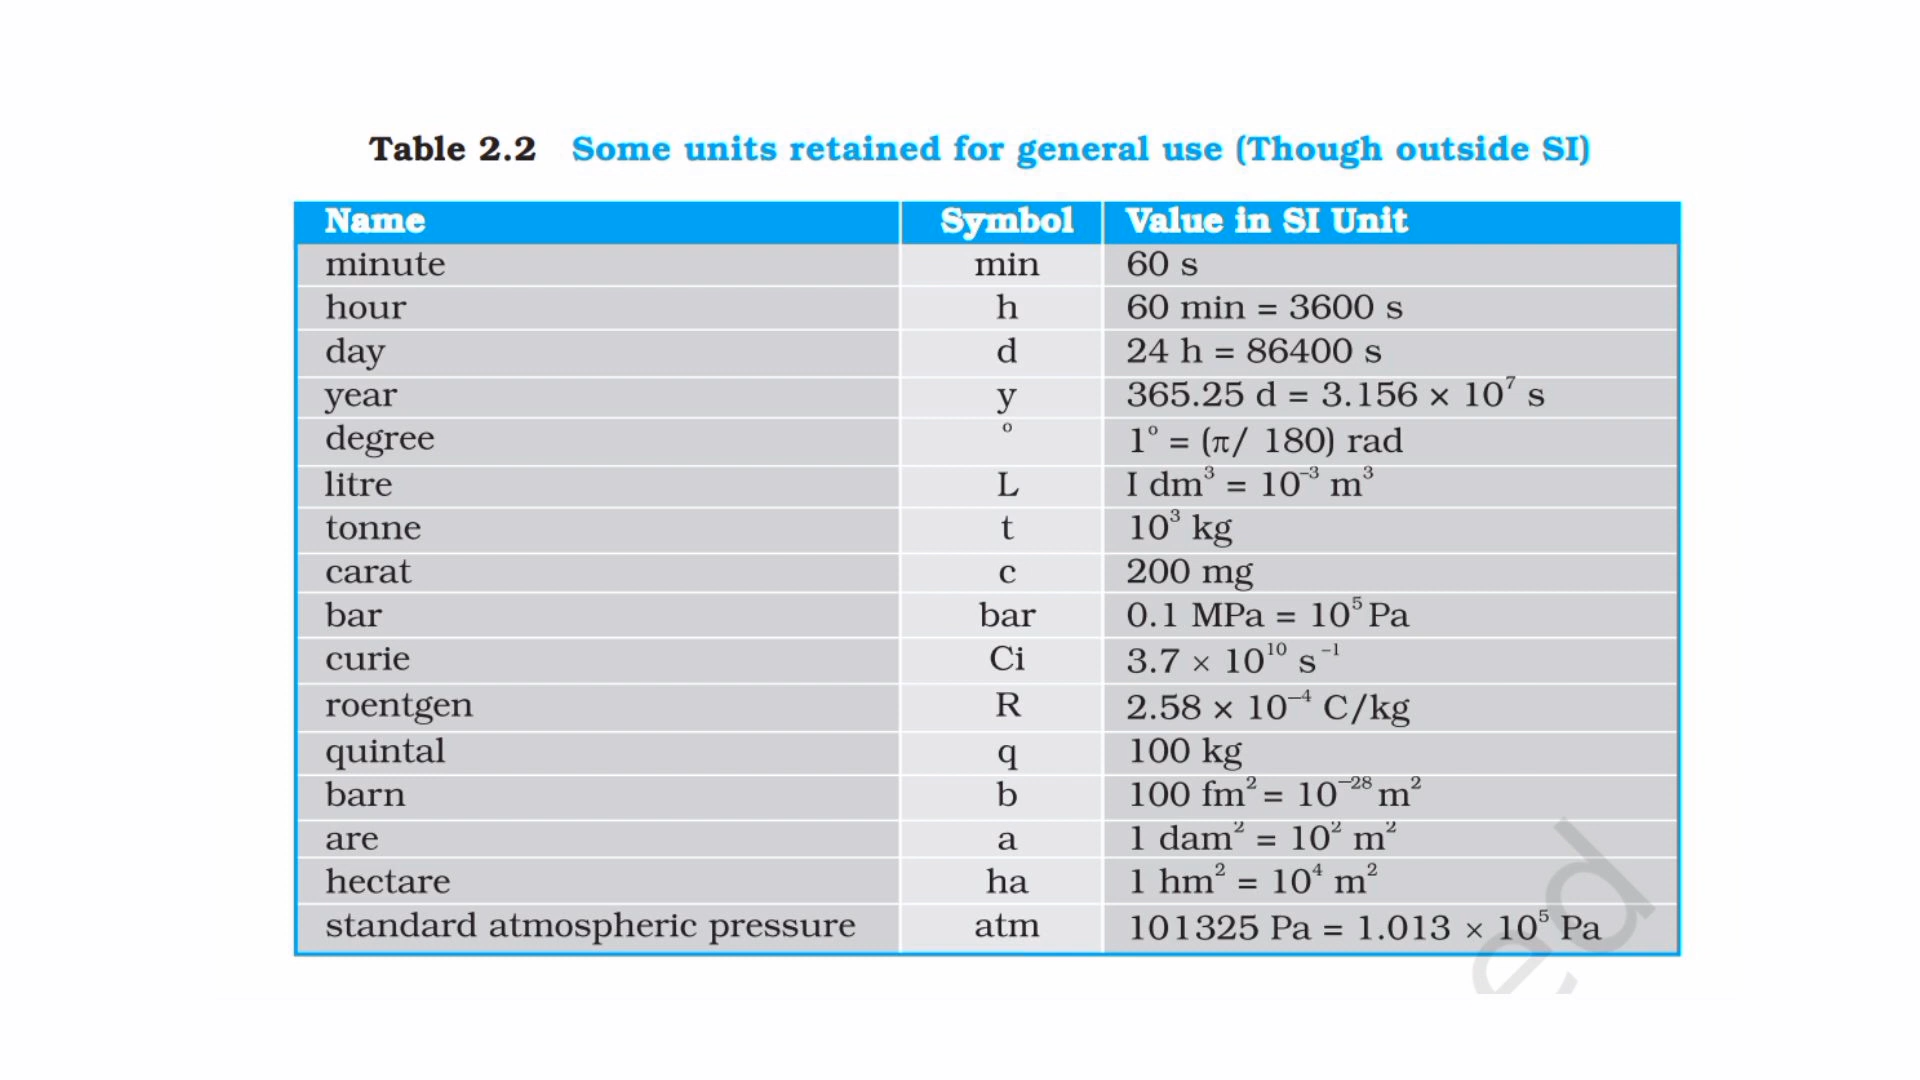 Table 2.2 Some units retained for general use (Though outside SI)
Name Symbol Value in SI Unit
minute min 60 s
hour h 60 min = 3600 s
day d 24 h = 86400 s
year y 365.25 d = 3.156 × 10⁷ s
degree ° 1° = (π/ 180) rad
litre L I dm³ = 10⁻³ m³
tonne t 10³ kg
carat c 200 mg
bar bar 0.1 MPa = 10⁵ Pa
curie Ci 3.7 × 10¹⁰ s⁻¹
roentgen R 2.58 × 10⁻⁴ C/kg
quintal q 100 kg
barn b 100 fm² = 10⁻²⁸ m²
are a 1 dam² = 10² m²
hectare ha 1 hm² = 10⁴ m²
standard atmospheric pressure atm 101325 Pa = 1.013 × 10⁵ Pa
ed